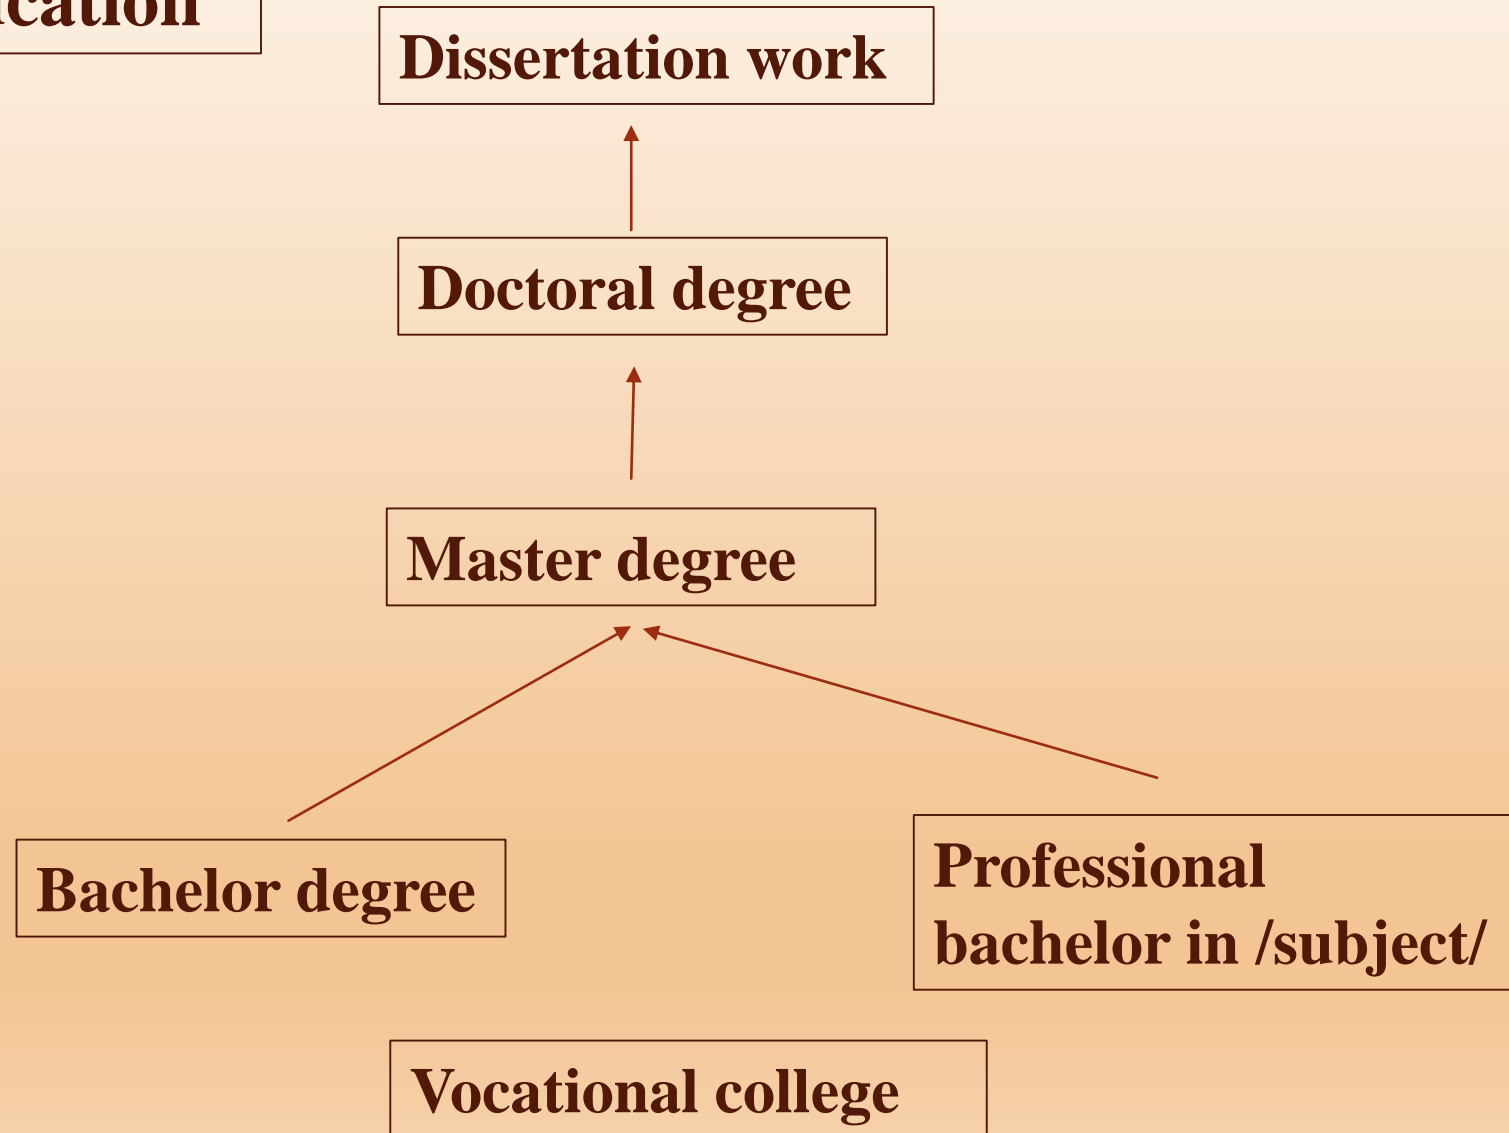 Dissertation work
Doctoral degree
Master degree
Bachelor degree
Professional
bachelor in /subject/
Vocational college